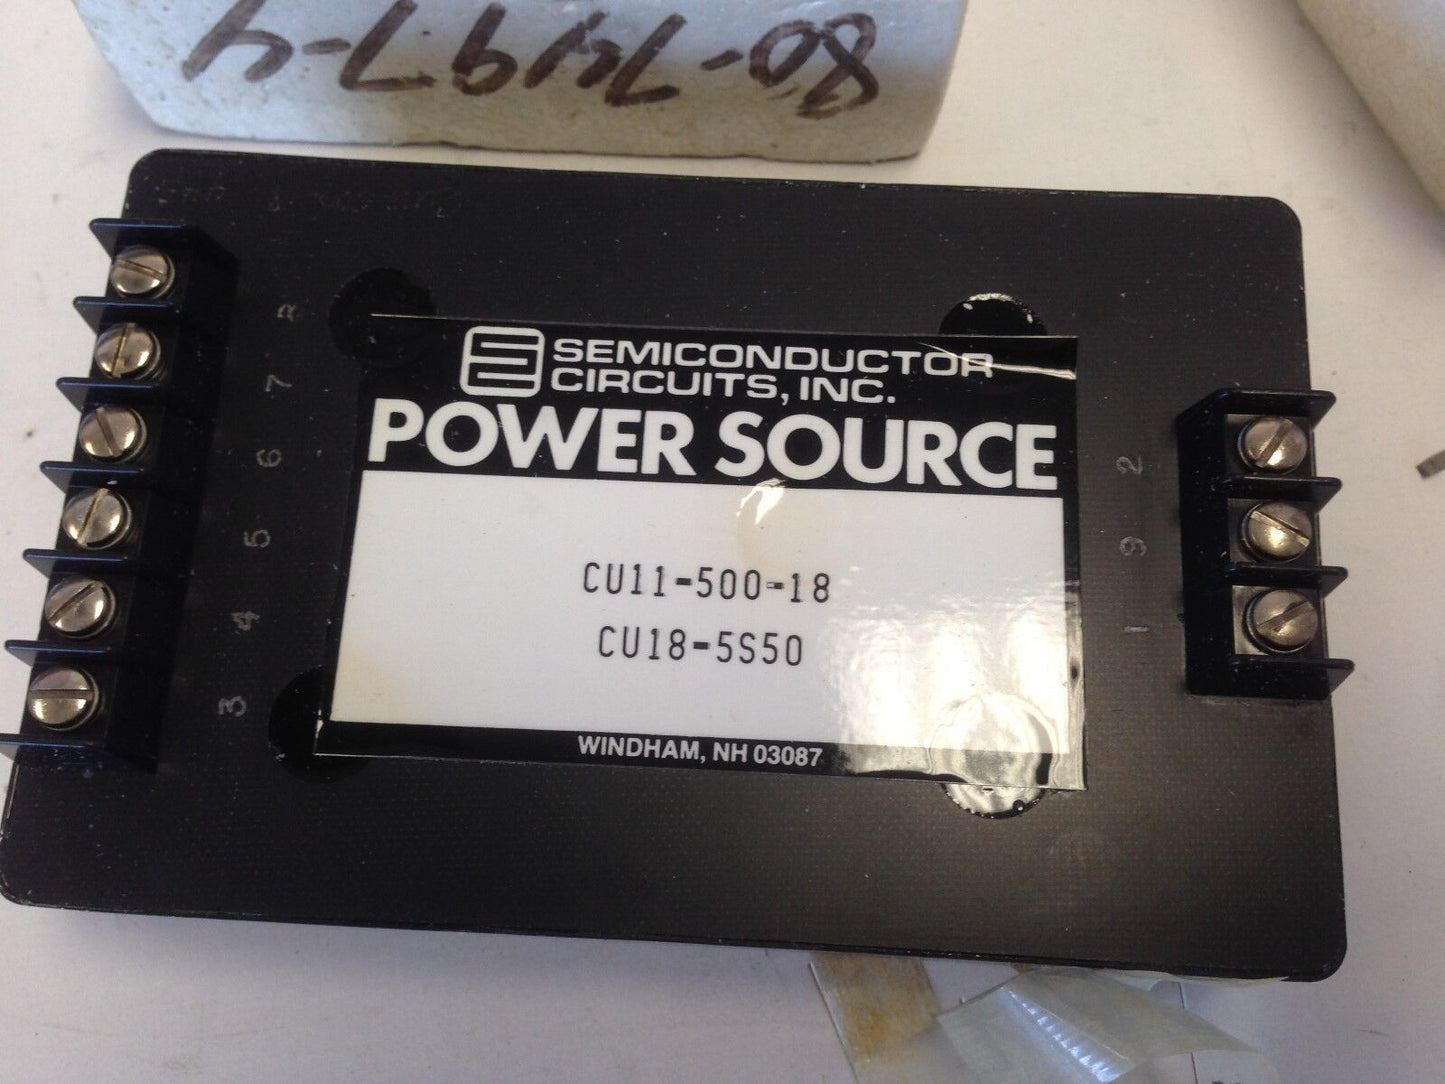 80-7497-4
SEMICONDUCTOR
CIRCUITS, INC.
POWER SOURCE
CU11-500-18
CU18-5S50
WINDHAM, NH 03087
7
6
5
4
3
2
9
1